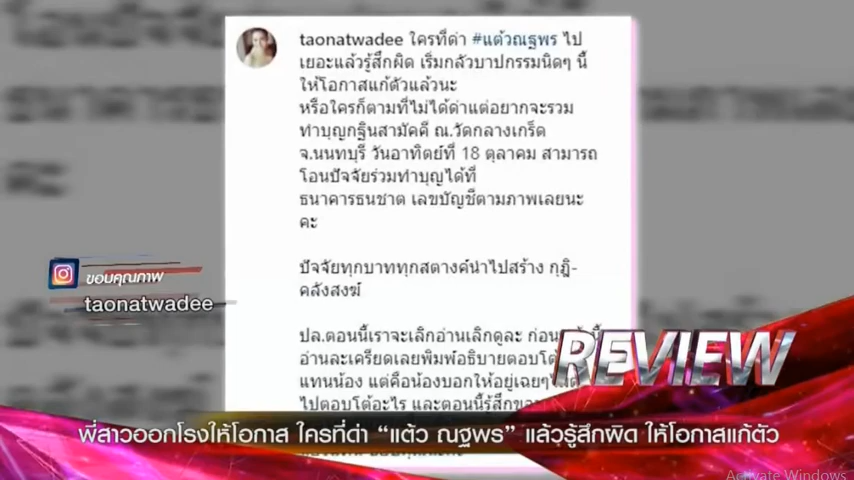 taonatwadee ใครที่ด่า #แต้วณฐพร ไป
เยอะแล้วรู้สึกผิด เริ่มกลัวบาปกรรมนิดๆ นี้
ให้โอกาสแก้ตัวแล้วนะ
หรือใครก็ตามที่ไม่ได้ด่าแต่อยากจะรวม
ทำบุญกฐินสามัคคี ณ.วัดกลางเกร็ด
จ.นนทบุรี วันอาทิตย์ที่ 18 ตุลาคม สามารถ
โอนปัจจัยร่วมทำบุญได้ที่
ธนาคารธนชาต เลขบัญชีตามภาพเลยนะ
คะ
ปัจจัยทุกบาททุกสตางค์นำไปสร้าง กุฎิ-
คลังสงฆ์
ปล.ตอนนี้เราจะเลิกอ่านเลิกดูละ
อ่านละเครียดเลยพิมพ์อธิบายตอบโต้
แทนน้อง แต่คือน้องบอกให้อยู่เฉยๆ
ไปตอบโต้อะไร และตอนนี้รู้สึก
ขอบคุณภาพ
taonatwadee
REVIEW
พี่สาวออกโรงให้โอกาส ใครที่ด่า “แต้ว ณฐพร” แล้วรู้สึกผิด ให้โอกาสแก้ตัว
Activate Windows